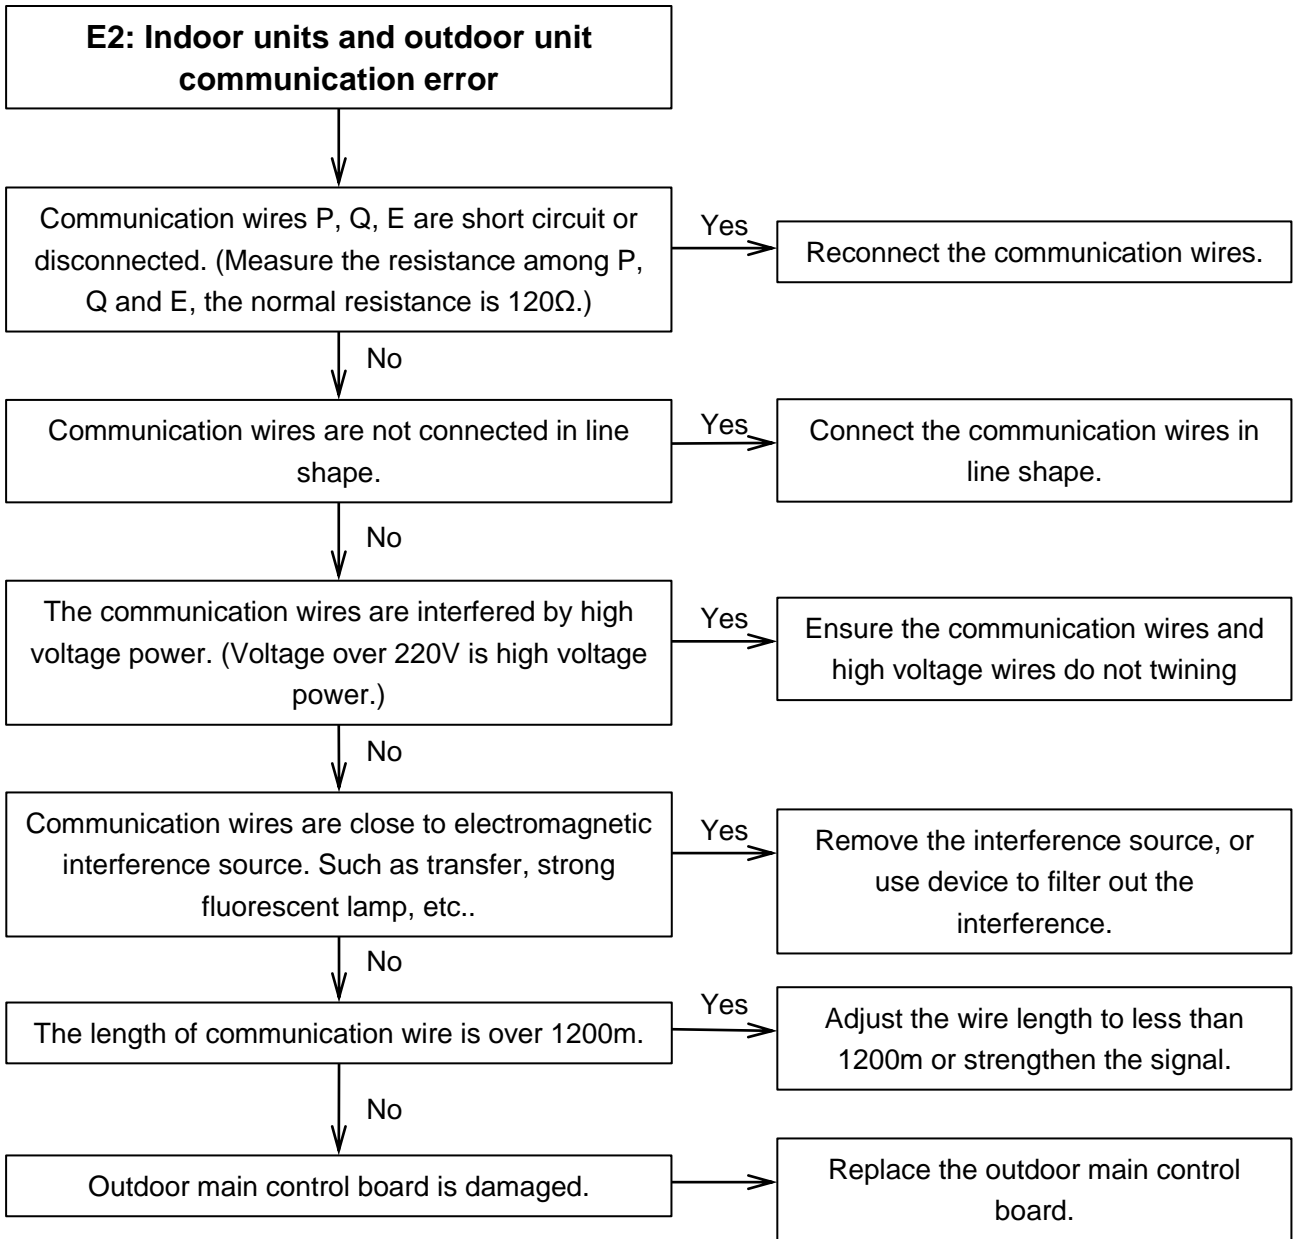 E2: Indoor units and outdoor unit
communication error
Communication wires P, Q, E are short circuit or
disconnected. (Measure the resistance among P,
Q and E, the normal resistance is 120Ω.)
Yes
Reconnect the communication wires.
No
Communication wires are not connected in line
shape.
Yes
Connect the communication wires in
line shape.
No
The communication wires are interfered by high
voltage power. (Voltage over 220V is high voltage
power.)
Yes
Ensure the communication wires and
high voltage wires do not twining
No
Communication wires are close to electromagnetic
interference source. Such as transfer, strong
fluorescent lamp, etc..
Yes
Remove the interference source, or
use device to filter out the
interference.
No
The length of communication wire is over 1200m.
Yes
Adjust the wire length to less than
1200m or strengthen the signal.
No
Outdoor main control board is damaged.
Replace the outdoor main control
board.